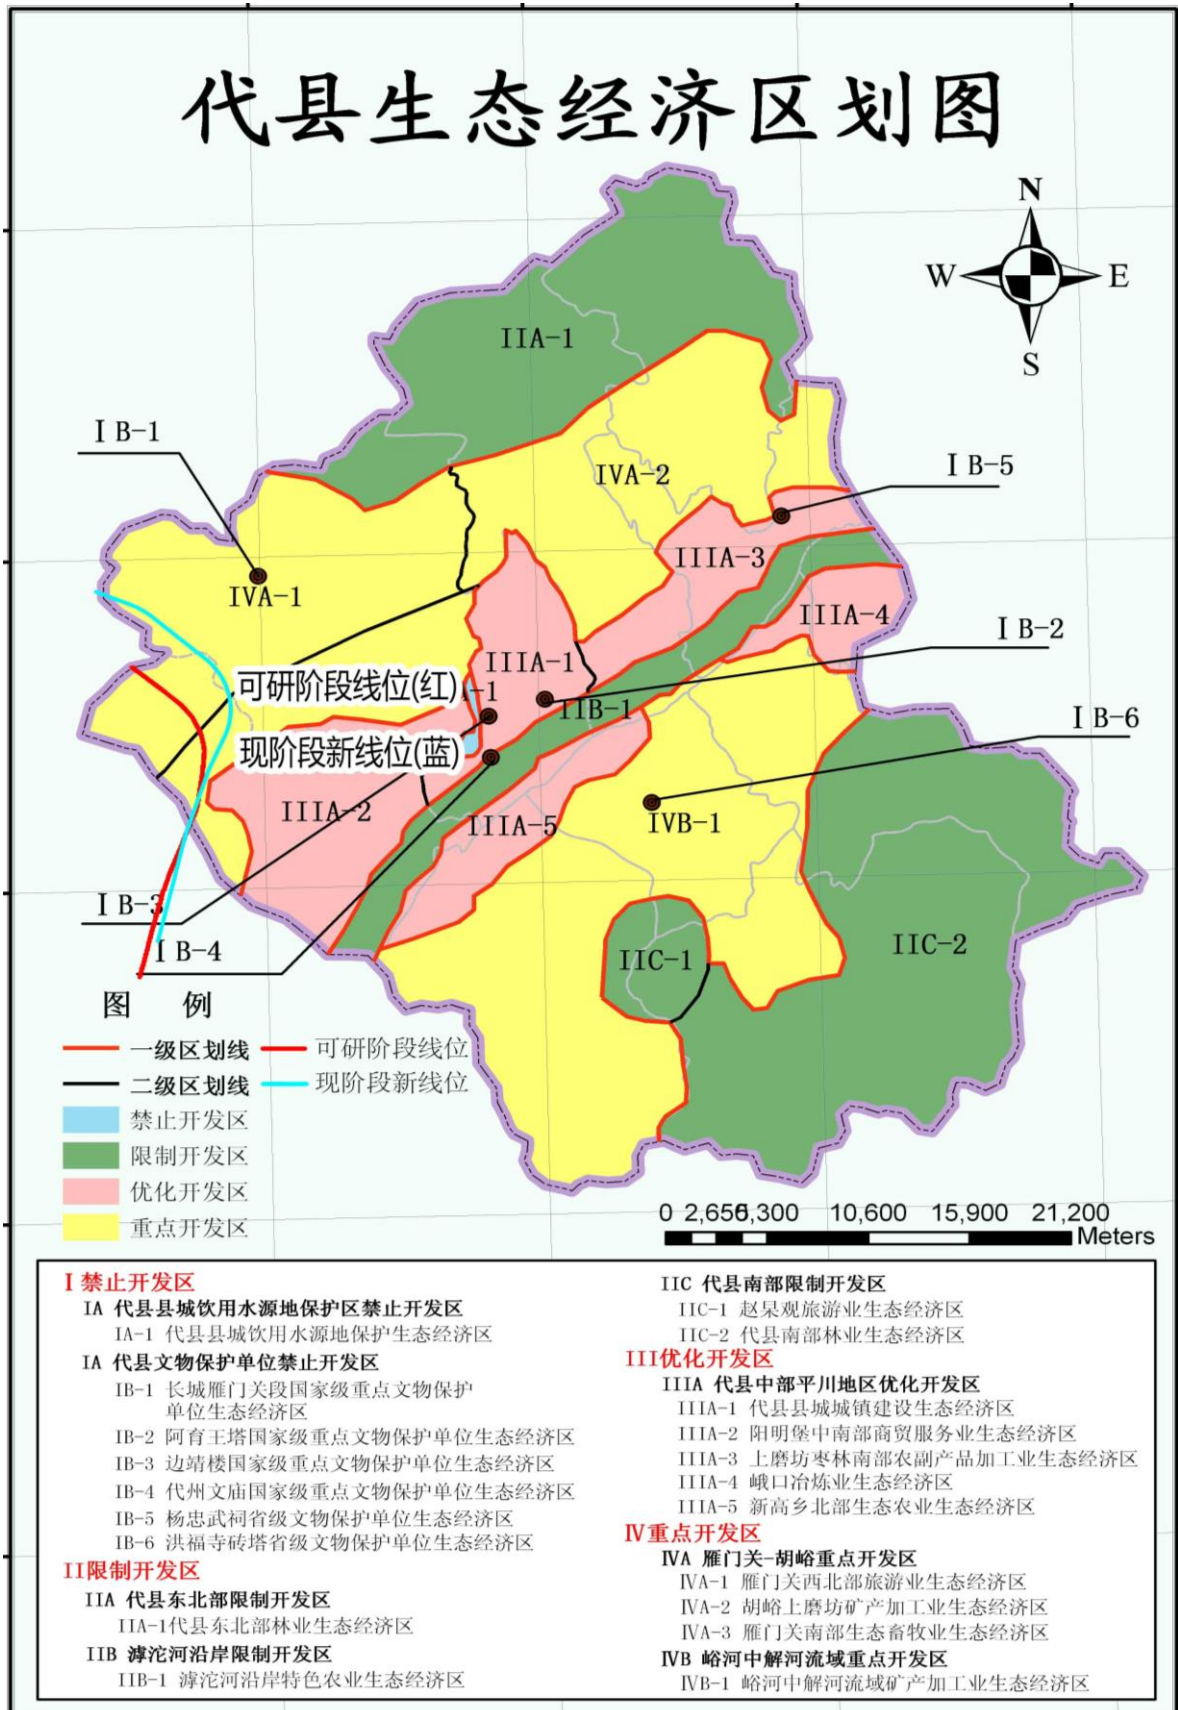 代县生态经济区划图
N
W
E
S
IIA-1
I B-1
IVA-2
I B-5
IIIA-3
IVA-1
IIIA-4
I B-2
IIIA-1
可研阶段线位(红)
-1
IIB-1
I B-6
现阶段新线位(蓝)
IIIA-2
IIIA-5
IVB-1
I B-3
I B-4
IIC-1
IIC-2
图 例
一级区划线
可研阶段线位
二级区划线
现阶段新线位
禁止开发区
限制开发区
优化开发区
重点开发区
0 2,650 5,300 10,600 15,900 21,200
Meters
I 禁止开发区
IA 代县县城饮用水源地保护区禁止开发区
IA-1 代县县城饮用水源地保护生态经济区
IA 代县文物保护单位禁止开发区
IB-1 长城雁门关段国家级重点文物保护
单位生态经济区
IB-2 阿育王塔国家级重点文物保护单位生态经济区
IB-3 边靖楼国家级重点文物保护单位生态经济区
IB-4 代州文庙国家级重点文物保护单位生态经济区
IB-5 杨忠武祠省级文物保护单位生态经济区
IB-6 洪福寺砖塔省级文物保护单位生态经济区
II限制开发区
IIA 代县东北部限制开发区
IIA-1代县东北部林业生态经济区
IIB 滹沱河沿岸限制开发区
IIB-1 滹沱河沿岸特色农业生态经济区
IIC 代县南部限制开发区
IIC-1 赵杲观旅游业生态经济区
IIC-2 代县南部林业生态经济区
III优化开发区
IIIA 代县中部平川地区优化开发区
IIIA-1 代县县城城镇建设生态经济区
IIIA-2 阳明堡中南部商贸服务业生态经济区
IIIA-3 上磨坊枣林南部农副产品加工业生态经济区
IIIA-4 峨口冶炼业生态经济区
IIIA-5 新高乡北部生态农业生态经济区
IV重点开发区
IVA 雁门关-胡峪重点开发区
IVA-1 雁门关西北部旅游业生态经济区
IVA-2 胡峪上磨坊矿产加工业生态经济区
IVA-3 雁门关南部生态畜牧业生态经济区
IVB 峪河中解河流域重点开发区
IVB-1 峪河中解河流域矿产加工业生态经济区